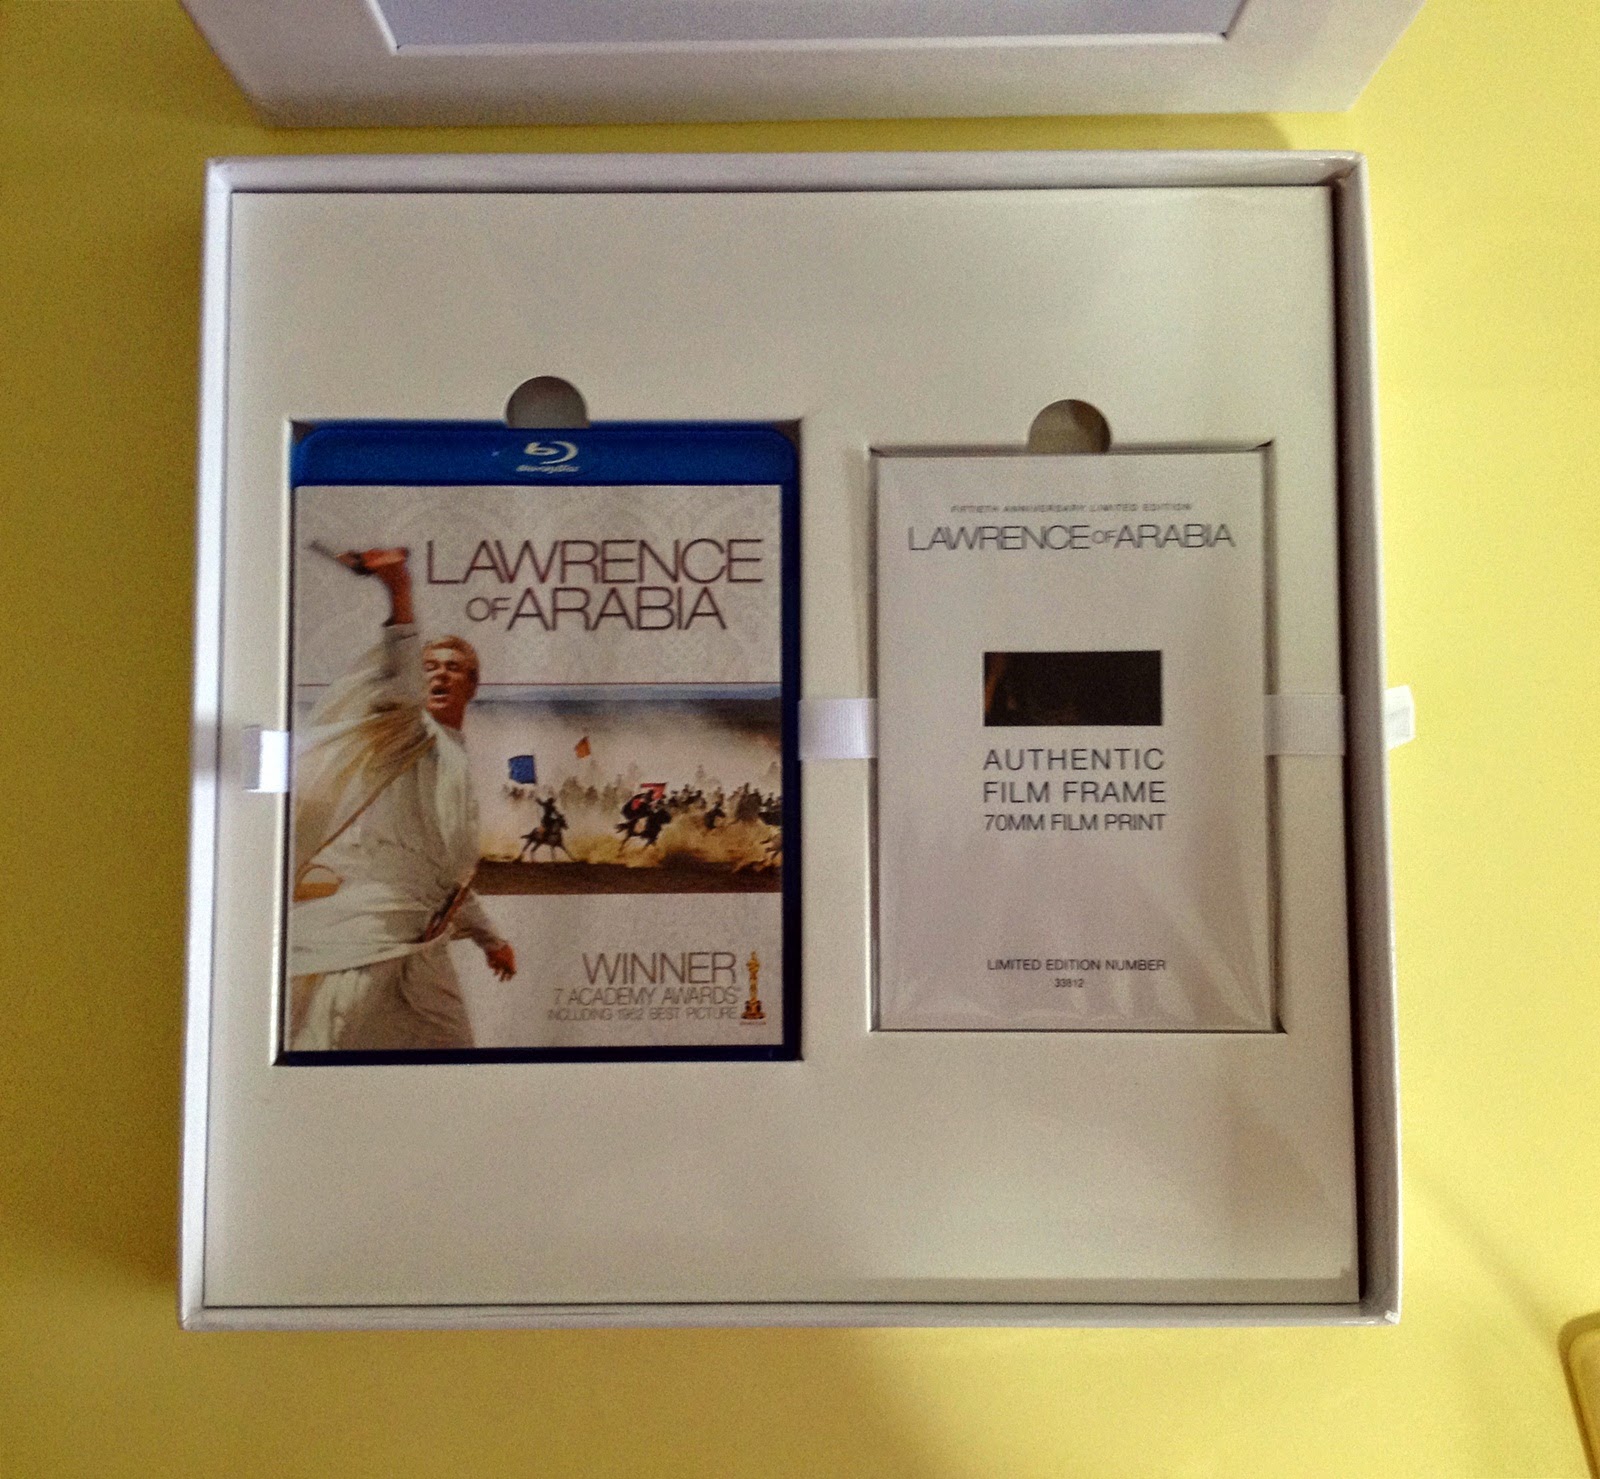 Blu-ray Disc
LAWRENCE
OF ARABIA
WINNER
7 ACADEMY AWARDS®
INCLUDING 1962 BEST PICTURE
FIFTIETH ANNIVERSARY LIMITED EDITION
LAWRENCE OF ARABIA
AUTHENTIC
FILM FRAME
70MM FILM PRINT
LIMITED EDITION NUMBER